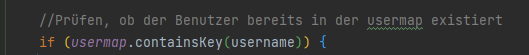 //Prüfen, ob der Benutzer bereits in der usermap existiert
if (usermap.containsKey(username)) {